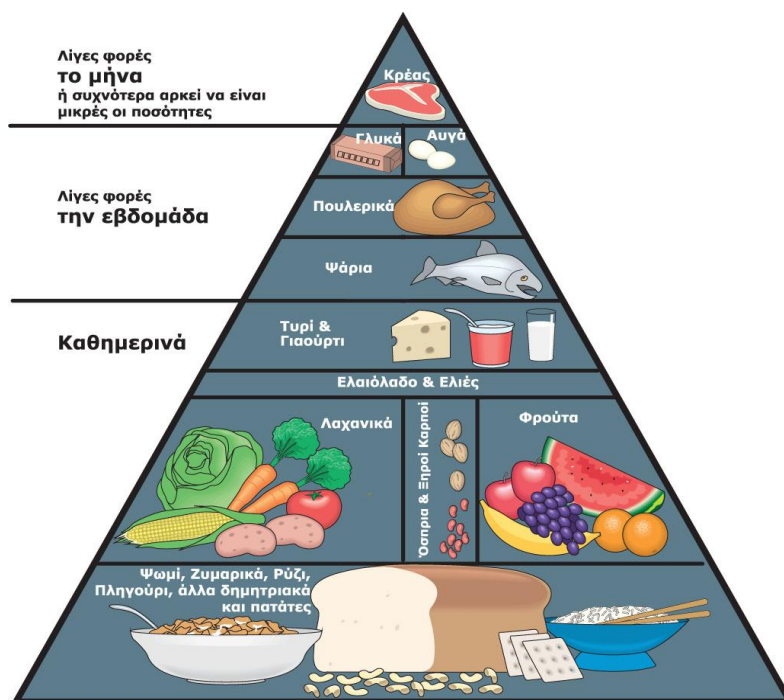 Λίγες φορές
το μήνα
ή συχνότερα αρκεί να είναι
μικρές οι ποσότητες
Κρέας
Γλυκά
Αυγά
Λίγες φορές
την εβδομάδα
Πουλερικά
Ψάρια
Καθημερινά
Τυρί &
Γιαούρτι
Ελαιόλαδο & Ελιές
Λαχανικά
Όσπρια & Ξηροί Καρποί
Φρούτα
Ψωμί, Ζυμαρικά, Ρύζι,
Πληγούρι, άλλα δημητριακά
και πατάτες